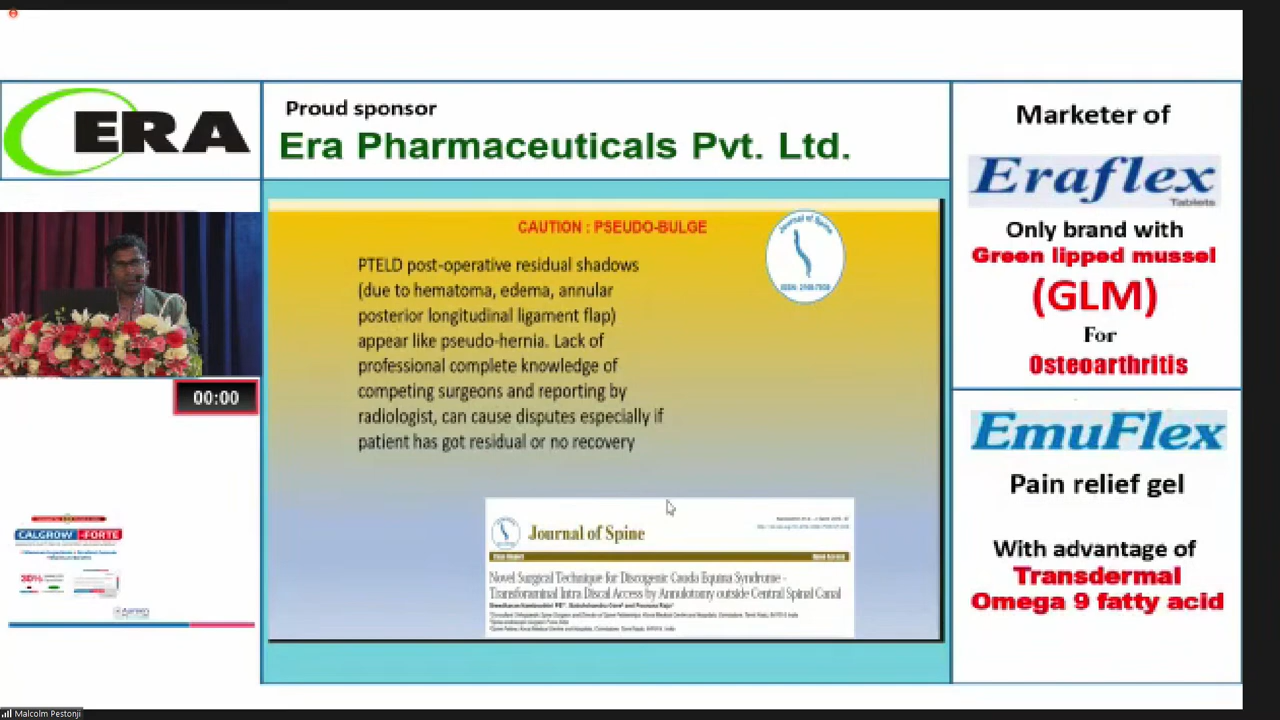 ERA
Proud sponsor
Era Pharmaceuticals Pvt. Ltd.
Marketer of
Eraflex
Tablets
Only brand with
Green lipped mussel
(GLM)
For
Osteoarthritis
EmuFlex
Pain relief gel
With advantage of
Transdermal
Omega 9 fatty acid
CAUTION : PSEUDO-BULGE
Journal of Spine
PTELD post-operative residual shadows
(due to hematoma, edema, annular
posterior longitudinal ligament flap)
appear like pseudo-hernia. Lack of
professional complete knowledge of
competing surgeons and reporting by
radiologist, can cause disputes especially if
patient has got residual or no recovery
Journal of Spine
Open Access
Novel Surgical Technique for Discogenic Cauda Equina Syndrome -
Transforaminal Intra Discal Access by Annulotomy outside Central Spinal Canal
00:00
CALGROW FORTE
30%
Malcolm Pestonji